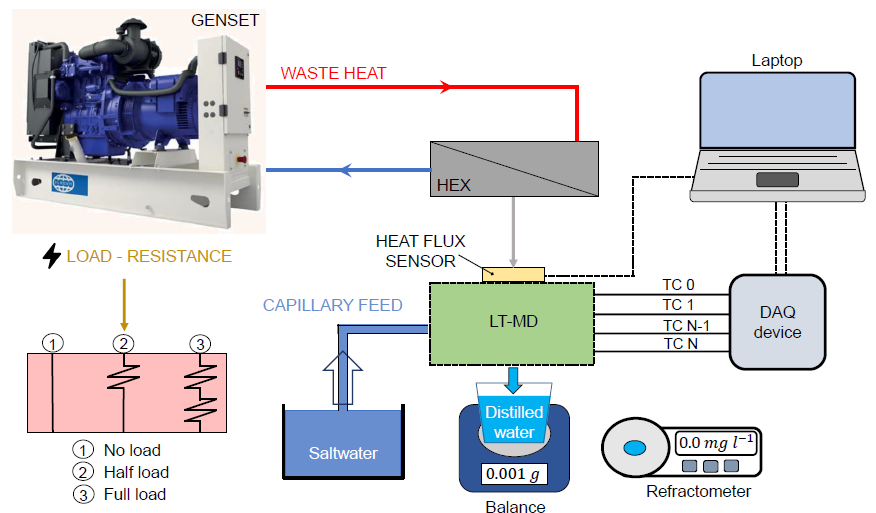 GENSET
WASTE HEAT
Laptop
HEX
HEAT FLUX
SENSOR
LOAD - RESISTANCE
CAPILLARY FEED
LT-MD
TC 0
TC 1
TC N-1
TC N
DAQ
device
1
2
3
Distilled
water
Saltwater
0.0 mg l⁻¹
0.001 g
1 No load
2 Half load
3 Full load
Refractometer
Balance